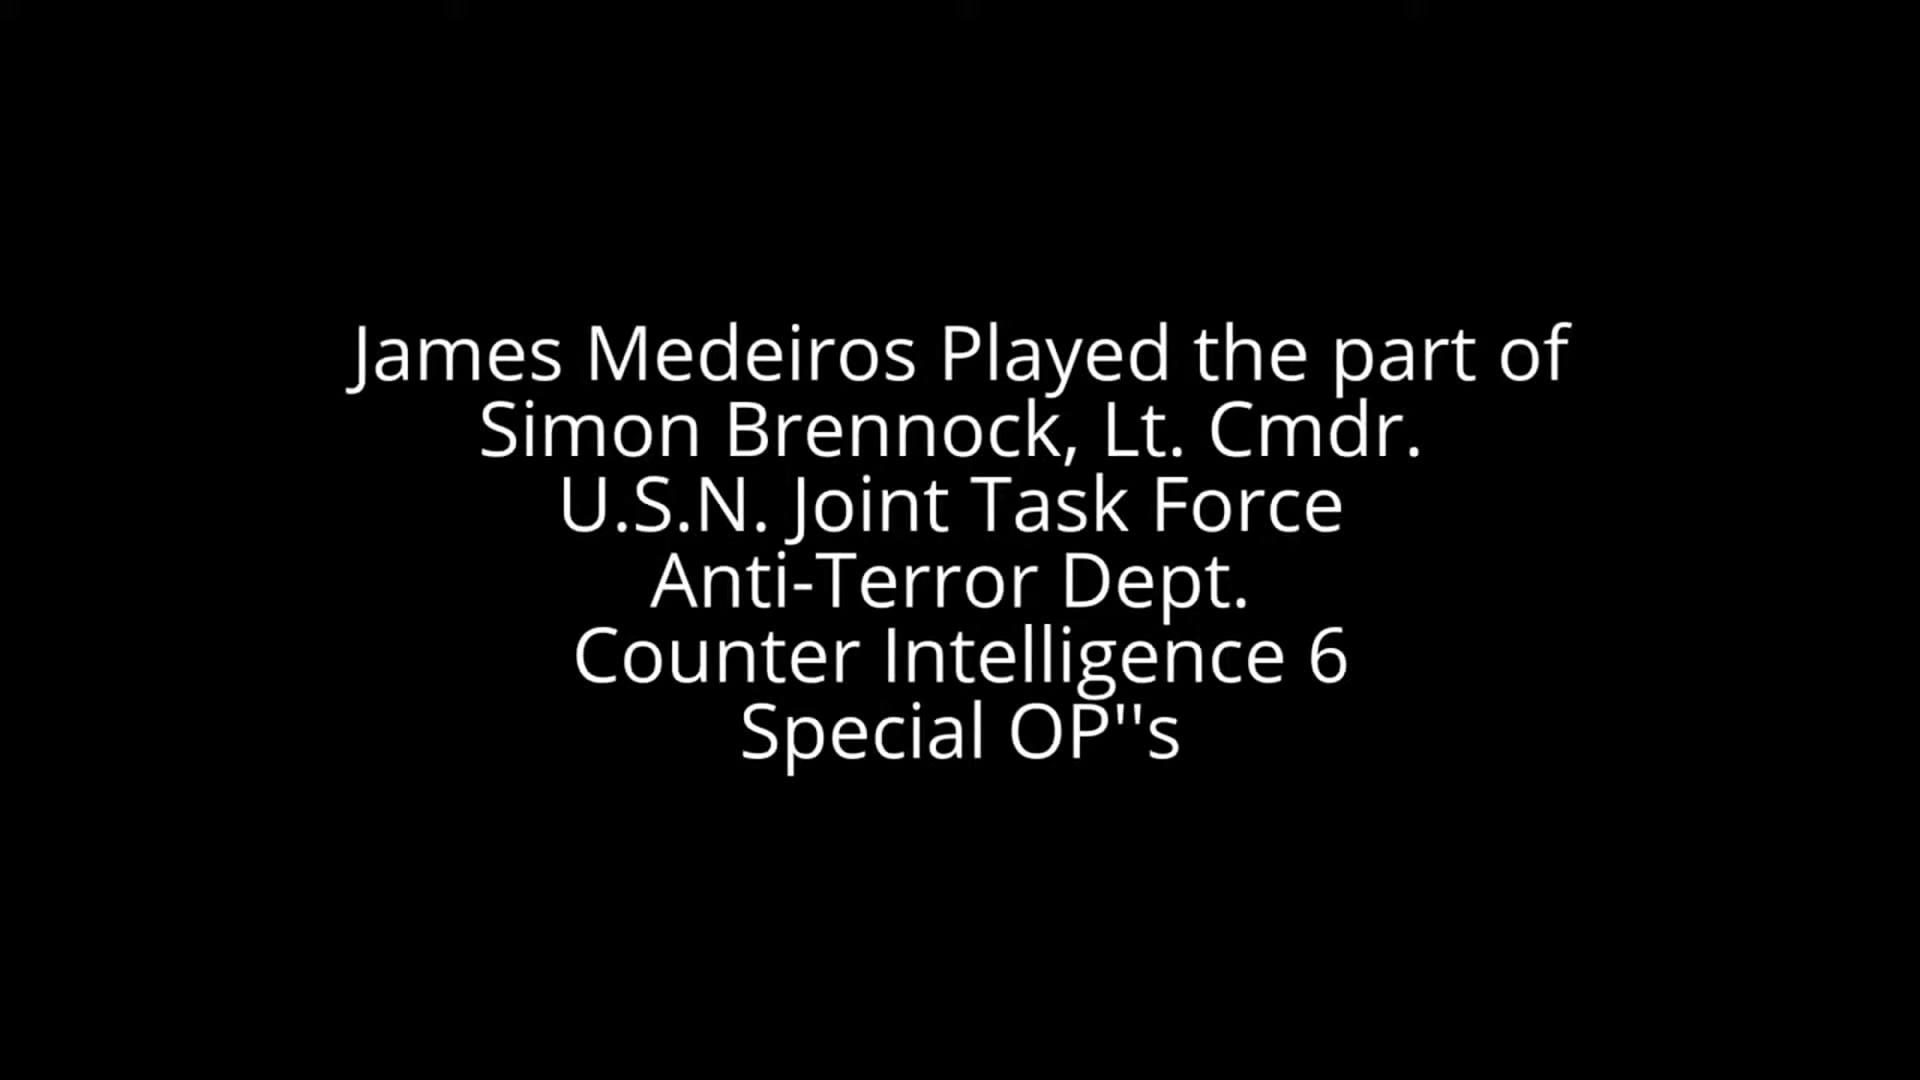 James Medeiros Played the part of
Simon Brennock, Lt. Cmdr.
U.S.N. Joint Task Force
Anti-Terror Dept.
Counter Intelligence 6
Special OP''s